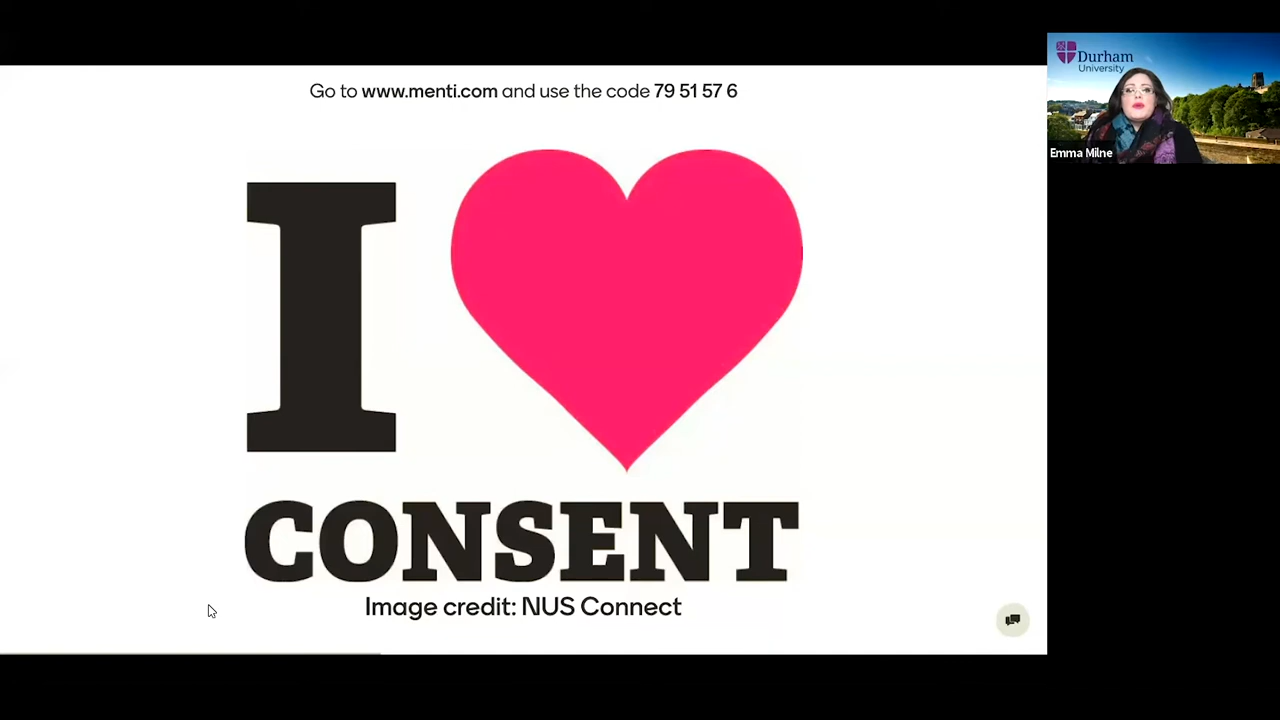 Go to www.menti.com and use the code 79 51 57 6
I
CONSENT
Image credit: NUS Connect
Durham
University
Emma Milne